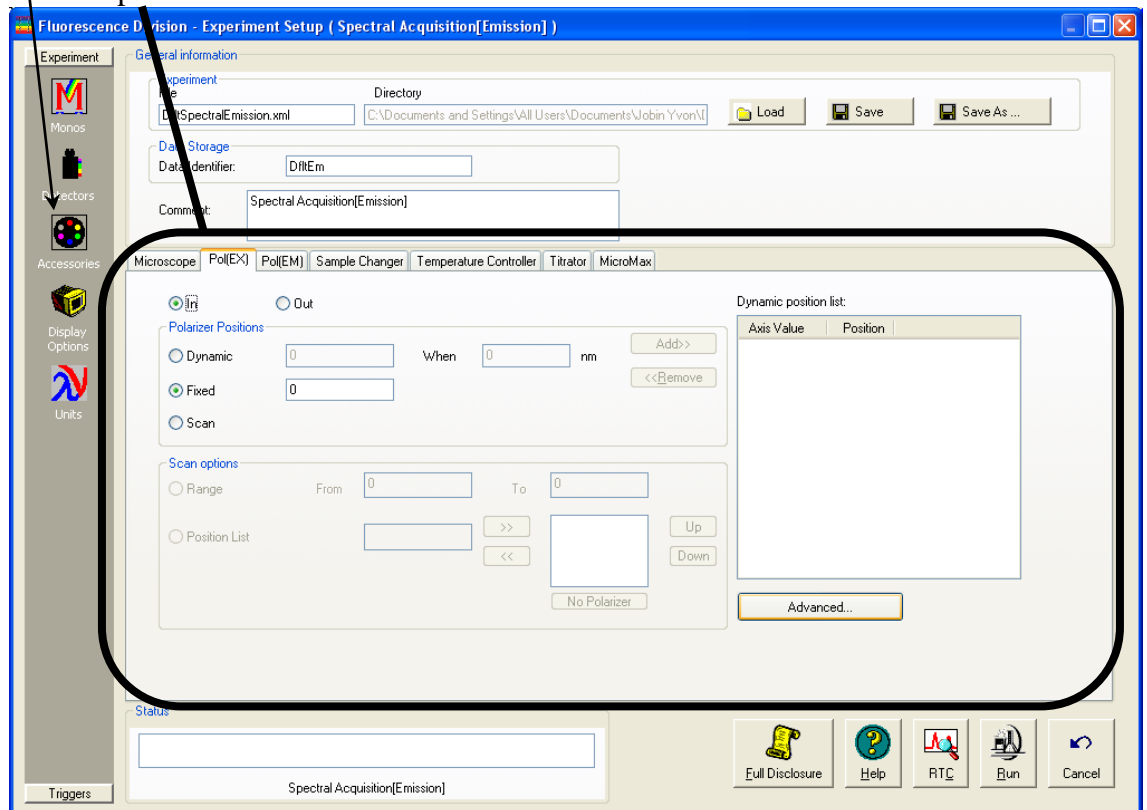 Fluorescence Division - Experiment Setup ( Spectral Acquisition[Emission] )
Experiment
Monos
Detectors
Accessories
Display
Options
Units
Triggers
General information
Experiment
File
Directory
DfltSpectralEmission.xml
C:\Documents and Settings\All Users\Documents\Jobin Yvon\
Load
Save
Save As ...
Data Storage
Data Identifier:
DfltEm
Comment:
Spectral Acquisition[Emission]
Microscope Pol(EX) Pol(EM) Sample Changer Temperature Controller Titrator MicroMax
In
Out
Polarizer Positions
Dynamic 0 When 0 nm
Add>>
<<Remove
Fixed 0
Scan
Scan options
Range From 0 To 0
Position List
>>
<<
Up
Down
No Polarizer
Dynamic position list:
Axis Value Position
Advanced...
Status
Spectral Acquisition[Emission]
Full Disclosure
Help
RTC
Run
Cancel